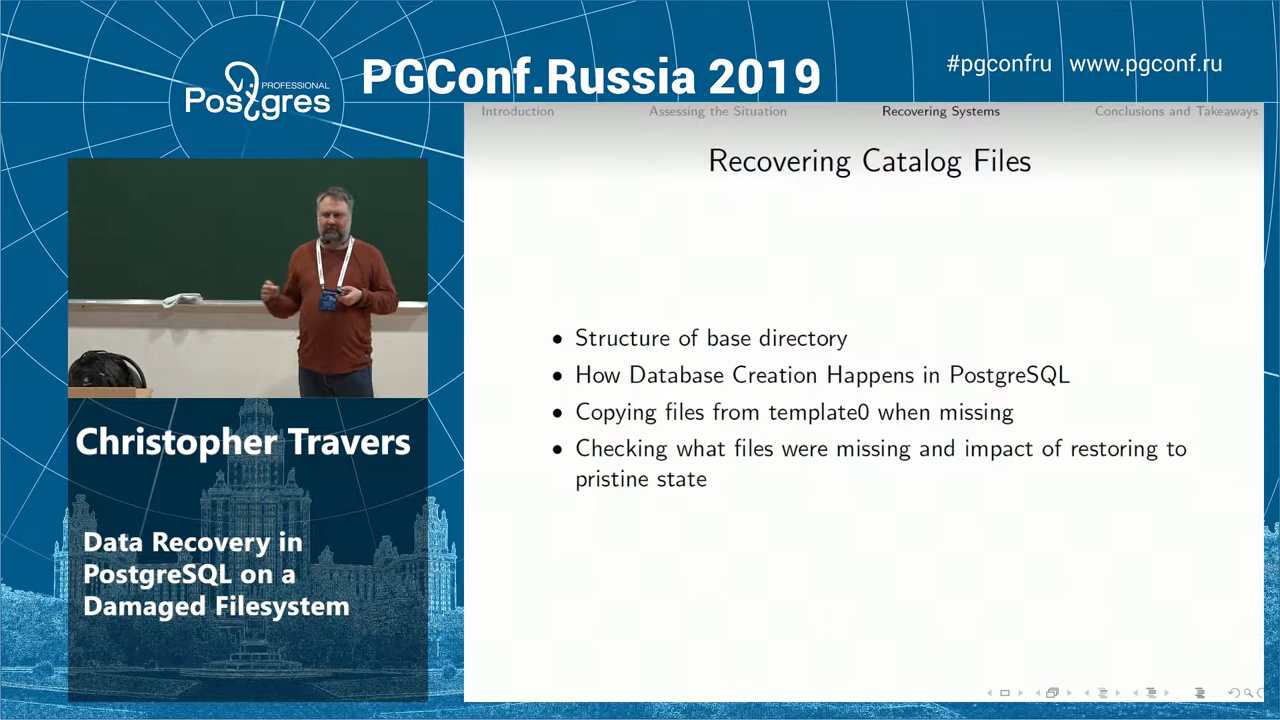 PROFESSIONAL
Postgres
PGConf.Russia 2019
#pgconfru www.pgconf.ru
Introduction
Assessing the Situation
Recovering Systems
Conclusions and Takeaways
Recovering Catalog Files
• Structure of base directory
• How Database Creation Happens in PostgreSQL
• Copying files from template0 when missing
• Checking what files were missing and impact of restoring to
pristine state
Christopher Travers
Data Recovery in
PostgreSQL on a
Damaged Filesystem